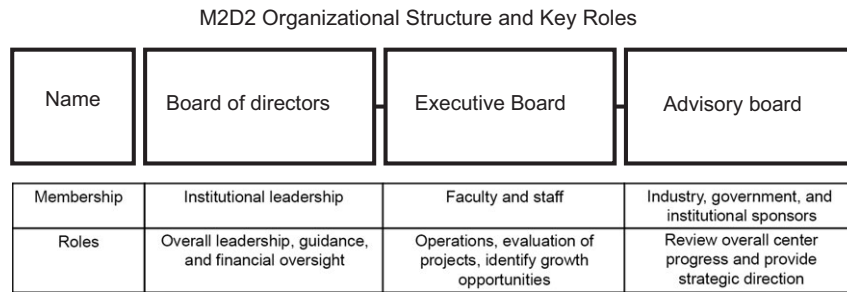 M2D2 Organizational Structure and Key Roles
Name
Board of directors
Executive Board
Advisory board
Membership
Institutional leadership
Faculty and staff
Industry, government, and
institutional sponsors
Roles
Overall leadership, guidance,
and financial oversight
Operations, evaluation of
projects, identify growth
opportunities
Review overall center
progress and provide
strategic direction